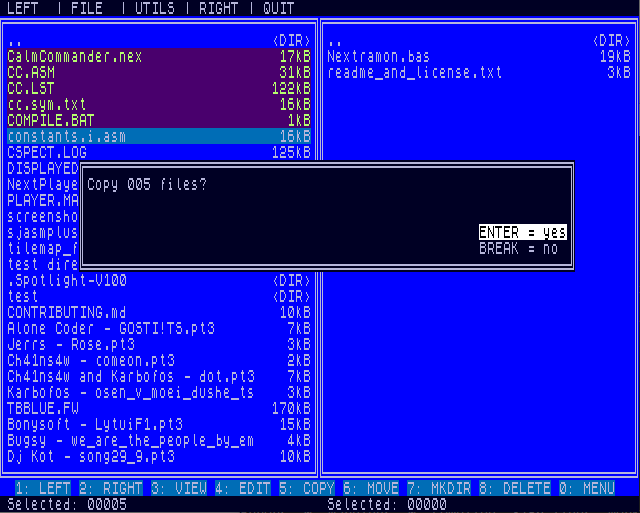 LEFT | FILE | UTILS | RIGHT | QUIT
.. <DIR>
CalmCommander.nex 17kB
CC.ASM 31kB
CC.LST 122kB
cc.sym.txt 16kB
COMPILE.BAT 1kB
constants.i.asm 16kB
CSPECT.LOG 125kB
DISPLAYED
NextPlaye
PLAYER.MA
screensho
sjasmplus
tilemap_f
test dire
.Spotlight-V100 <DIR>
test <DIR>
CONTRIBUTING.md 10kB
Alone Coder - GOSTI!TS.pt3 7kB
Jerrs - Rose.pt3 3kB
Ch41ns4w - comeon.pt3 2kB
Ch41ns4w and Karbofos - dot.pt3 7kB
Karbofos - osen_v_moei_dushe_ts 3kB
TBBLUE.FW 170kB
Bonysoft - LytuiF1.pt3 15kB
Bugsy - we_are_the_people_by_em 4kB
Dj Kot - song29_9.pt3 10kB
.. <DIR>
Nextramon.bas 19kB
readme_and_license.txt 3kB
Copy 005 files?
ENTER = yes
BREAK = no
1: LEFT 2: RIGHT 3: VIEW 4: EDIT 5: COPY 6: MOVE 7: MKDIR 8: DELETE 0: MENU
Selected: 00005 Selected: 00000